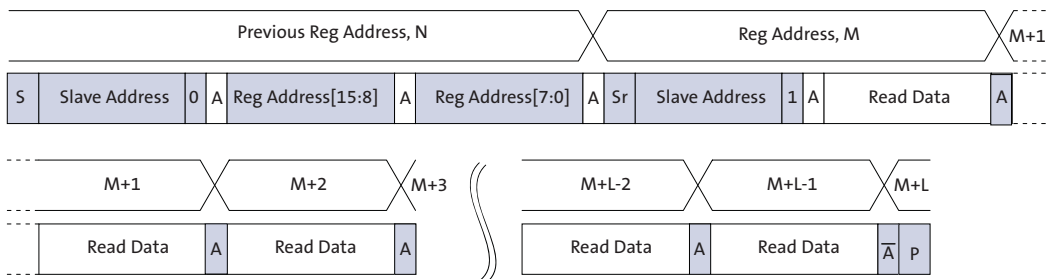 Previous Reg Address, N Reg Address, M M+1
S Slave Address 0 A Reg Address[15:8] A Reg Address[7:0] A Sr Slave Address 1 A Read Data A
M+1 M+2 M+3 M+L-2 M+L-1 M+L
Read Data A Read Data A Read Data A Read Data A̅ P